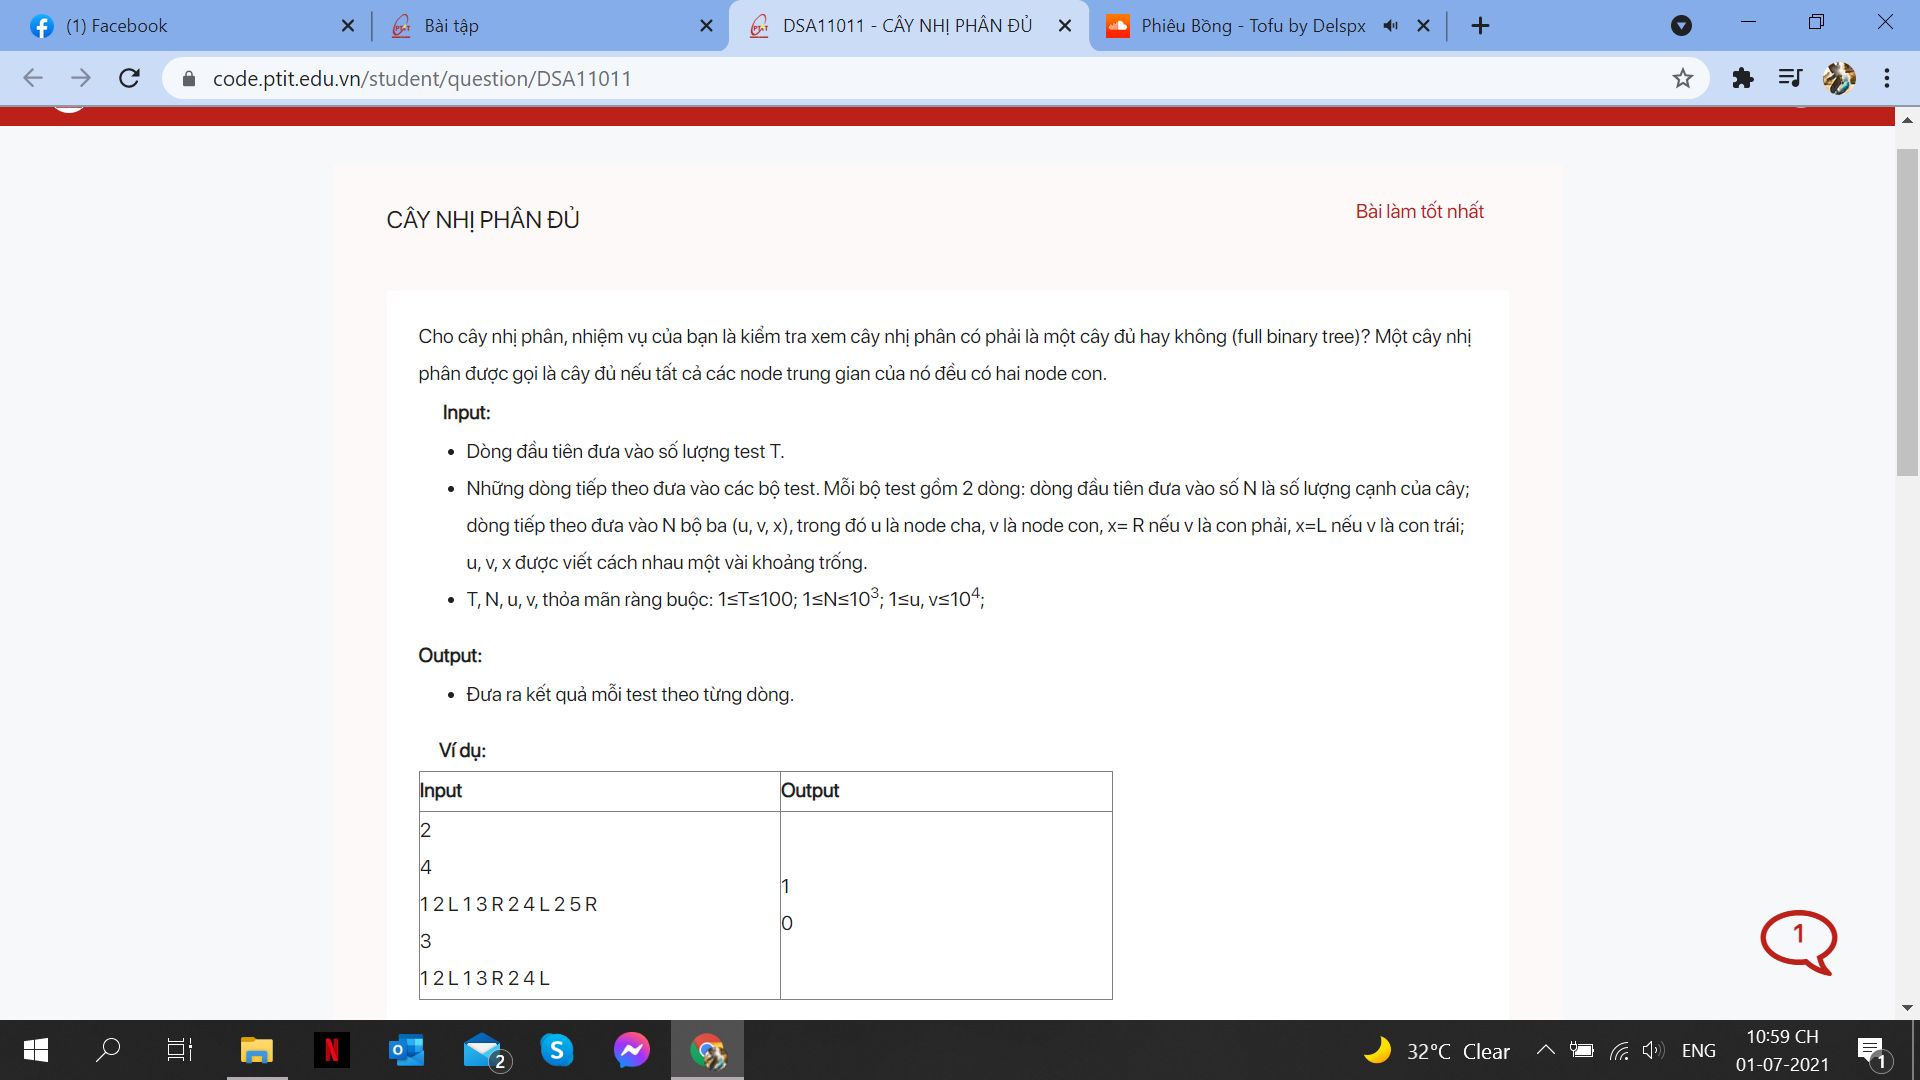 (1) Facebook
Bài tập
DSA11011 - CÂY NHỊ PHÂN ĐỦ
Phiêu Bồng - Tofu by Delspx
code.ptit.edu.vn/student/question/DSA11011
CÂY NHỊ PHÂN ĐỦ
Bài làm tốt nhất
Cho cây nhị phân, nhiệm vụ của bạn là kiểm tra xem cây nhị phân có phải là một cây đủ hay không (full binary tree)? Một cây nhị
phân được gọi là cây đủ nếu tất cả các node trung gian của nó đều có hai node con.
Input:
• Dòng đầu tiên đưa vào số lượng test T.
• Những dòng tiếp theo đưa vào các bộ test. Mỗi bộ test gồm 2 dòng: dòng đầu tiên đưa vào số N là số lượng cạnh của cây;
dòng tiếp theo đưa vào N bộ ba (u, v, x), trong đó u là node cha, v là node con, x= R nếu v là con phải, x=L nếu v là con trái;
u, v, x được viết cách nhau một vài khoảng trống.
• T, N, u, v, thỏa mãn ràng buộc: 1≤T≤100; 1≤N≤10³; 1≤u, v≤10⁴;
Output:
• Đưa ra kết quả mỗi test theo từng dòng.
Ví dụ:
Input
Output
2
4
1 2 L 1 3 R 2 4 L 2 5 R
3
1 2 L 1 3 R 2 4 L
1
0
1
2
32°C Clear
ENG
10:59 CH
01-07-2021
1